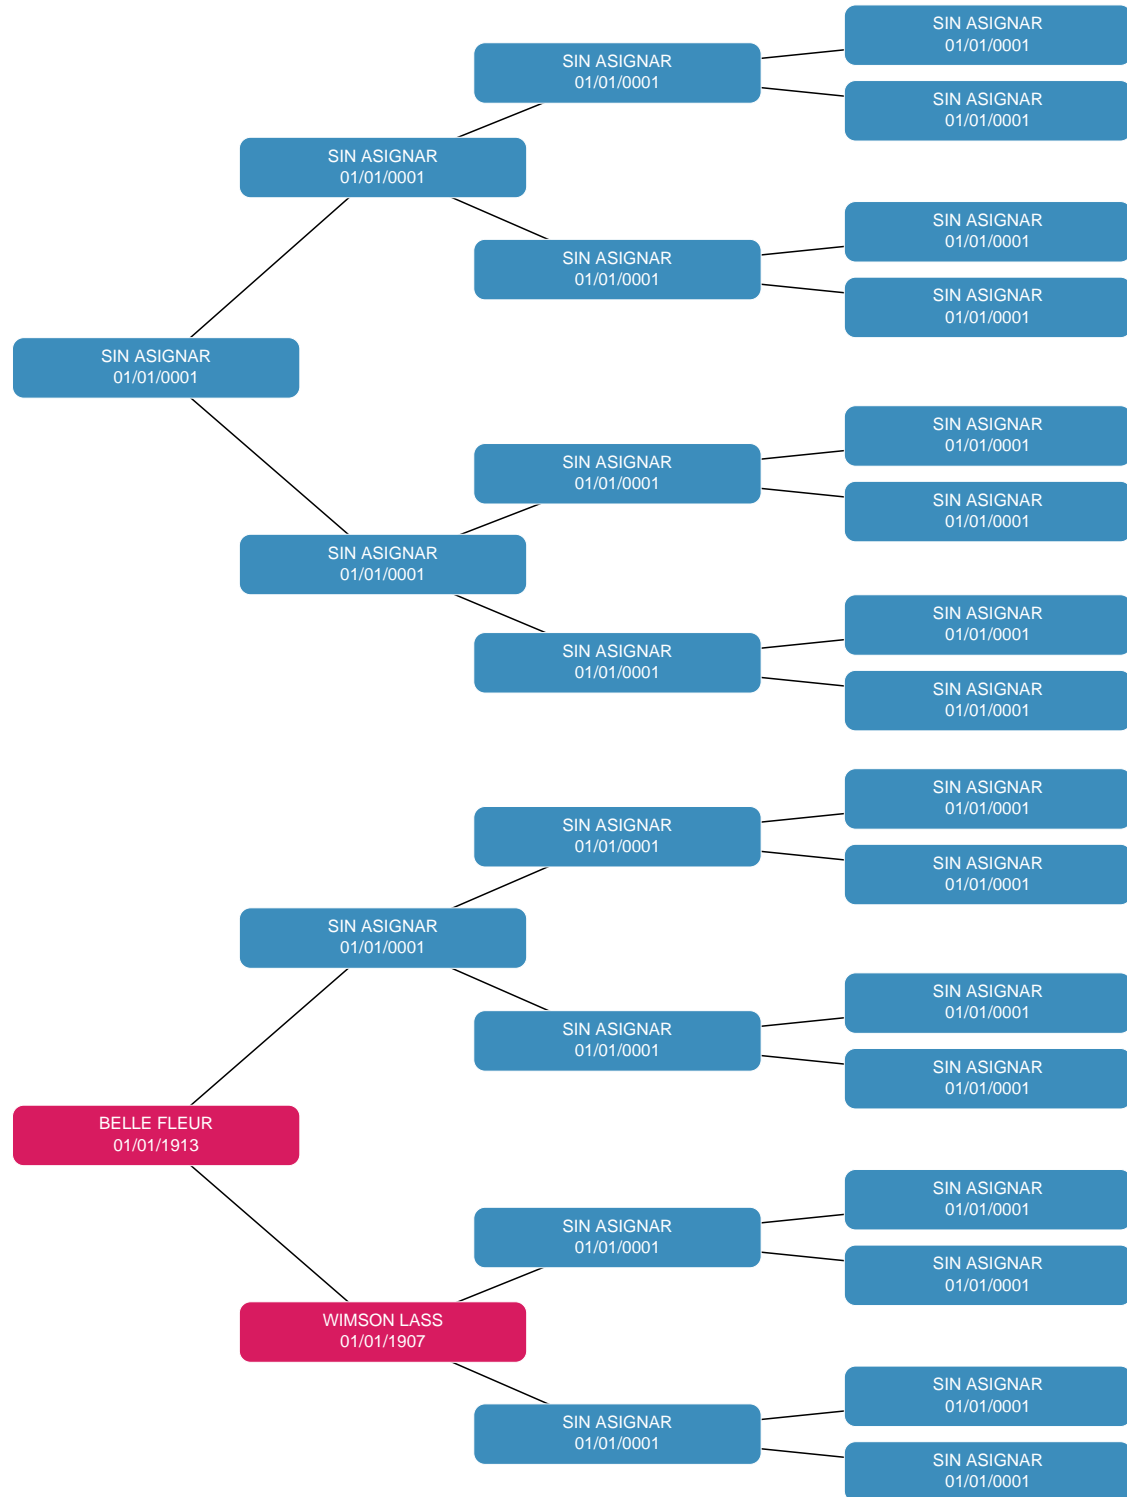 SIN ASIGNAR
01/01/0001
SIN ASIGNAR
01/01/0001
SIN ASIGNAR
01/01/0001
SIN ASIGNAR
01/01/0001
SIN ASIGNAR
01/01/0001
SIN ASIGNAR
01/01/0001
SIN ASIGNAR
01/01/0001
SIN ASIGNAR
01/01/0001
SIN ASIGNAR
01/01/0001
SIN ASIGNAR
01/01/0001
SIN ASIGNAR
01/01/0001
SIN ASIGNAR
01/01/0001
SIN ASIGNAR
01/01/0001
SIN ASIGNAR
01/01/0001
SIN ASIGNAR
01/01/0001
SIN ASIGNAR
01/01/0001
SIN ASIGNAR
01/01/0001
SIN ASIGNAR
01/01/0001
SIN ASIGNAR
01/01/0001
SIN ASIGNAR
01/01/0001
SIN ASIGNAR
01/01/0001
BELLE FLEUR
01/01/1913
SIN ASIGNAR
01/01/0001
SIN ASIGNAR
01/01/0001
SIN ASIGNAR
01/01/0001
WIMSON LASS
01/01/1907
SIN ASIGNAR
01/01/0001
SIN ASIGNAR
01/01/0001
SIN ASIGNAR
01/01/0001
SIN ASIGNAR
01/01/0001